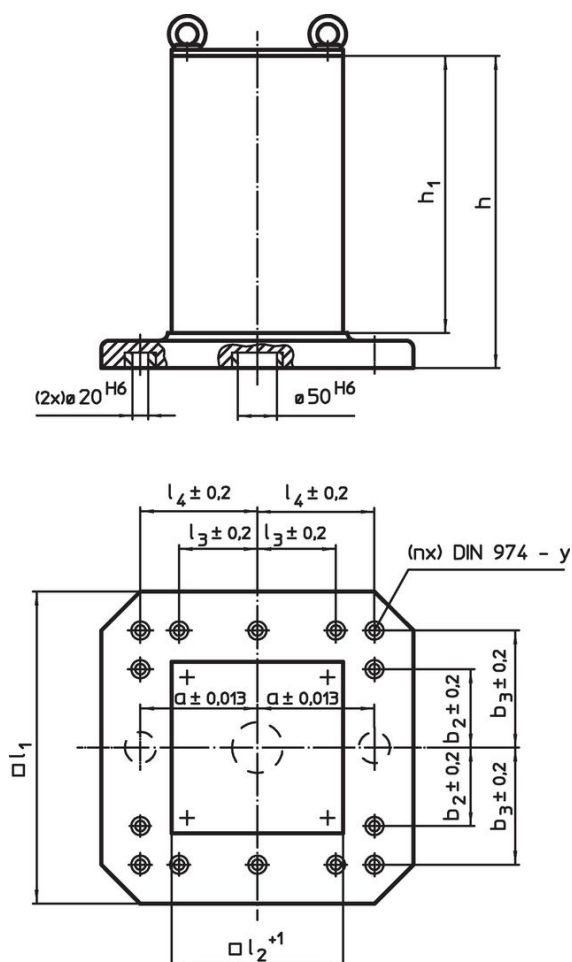 h₁
h
(2x)ø20 H6
ø50 H6
l₄ ± 0,2
l₄ ± 0,2
l₃ ± 0,2
l₃ ± 0,2
(nx) DIN 974 - y
a ± 0,013
a ± 0,013
b₂ ± 0,2
b₃ ± 0,2
□ l₁
b₂ ± 0,2
b₃ ± 0,2
□ l₂ +1